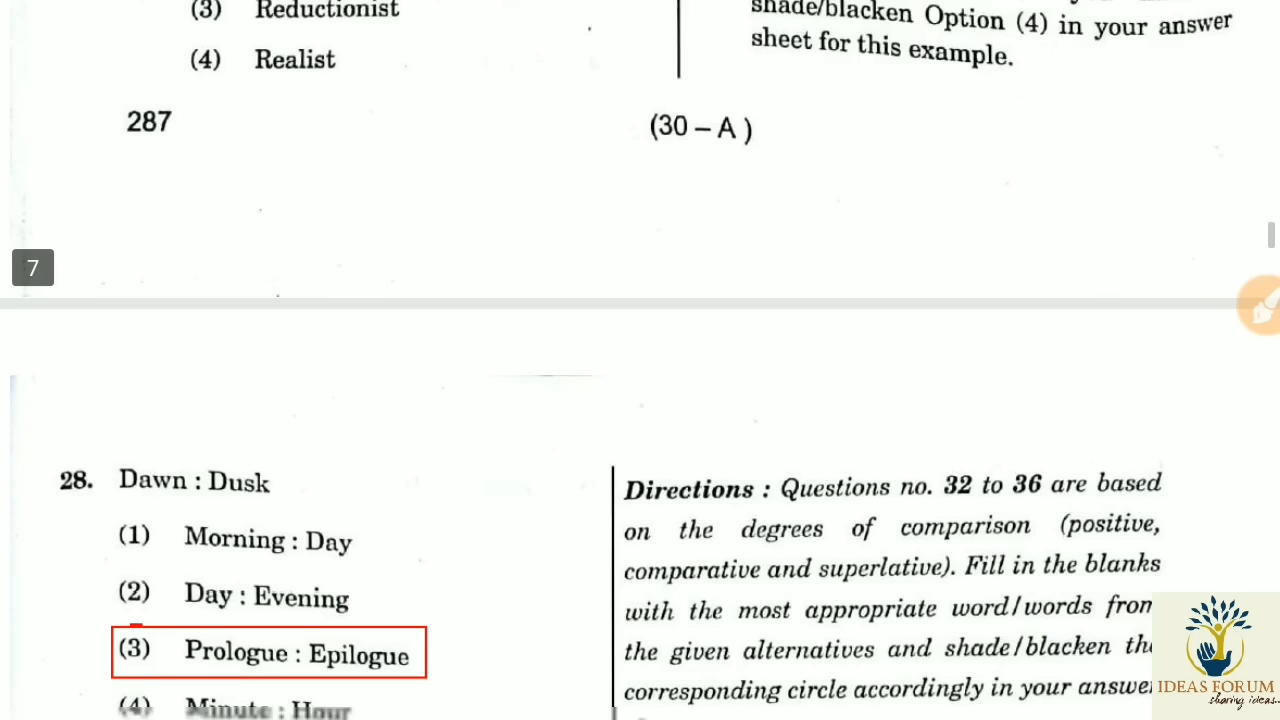 (3) Reductionist
(4) Realist
shade/blacken Option (4) in your answer
sheet for this example.
287
(30 – A )
7
28. Dawn : Dusk
(1) Morning : Day
(2) Day : Evening
(3) Prologue : Epilogue
(4) Minute : Hour
Directions : Questions no. 32 to 36 are based
on the degrees of comparison (positive,
comparative and superlative). Fill in the blanks
with the most appropriate word/words from
the given alternatives and shade/blacken the
corresponding circle accordingly in your answer
IDEAS FORUM
sharing ideas..